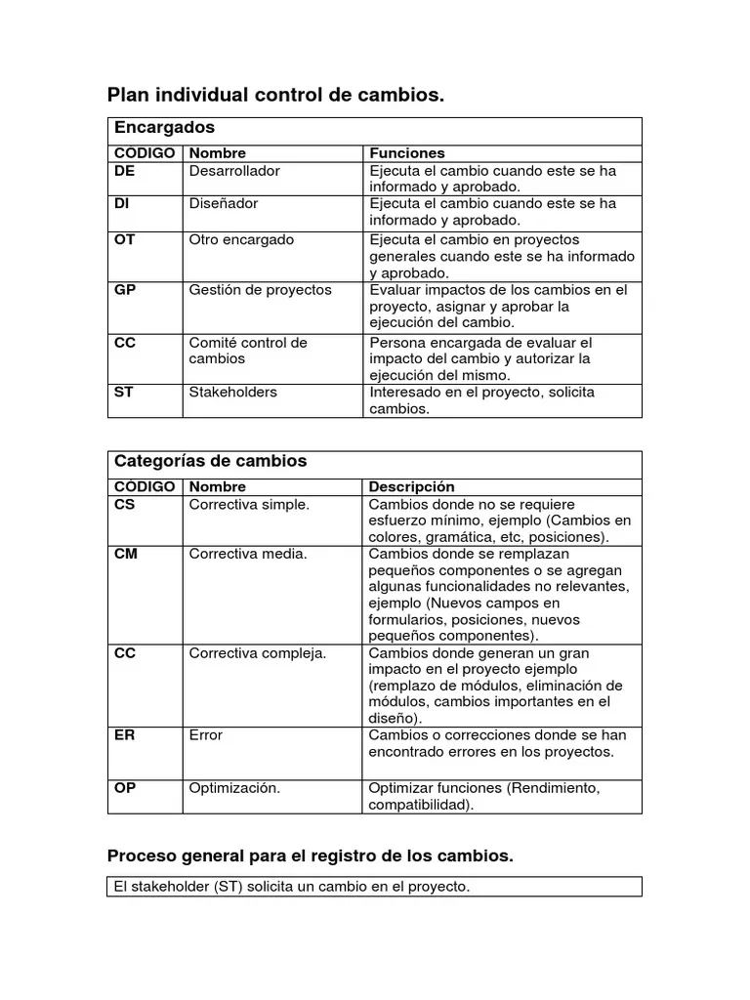 Plan individual control de cambios.
Encargados
CÓDIGO Nombre Funciones
DE Desarrollador Ejecuta el cambio cuando este se ha
informado y aprobado.
DI Diseñador Ejecuta el cambio cuando este se ha
informado y aprobado.
OT Otro encargado Ejecuta el cambio en proyectos
generales cuando este se ha informado
y aprobado.
GP Gestión de proyectos Evaluar impactos de los cambios en el
proyecto, asignar y aprobar la
ejecución del cambio.
CC Comité control de Persona encargada de evaluar el
cambios impacto del cambio y autorizar la
ejecución del mismo.
ST Stakeholders Interesado en el proyecto, solicita
cambios.
Categorías de cambios
CÓDIGO Nombre Descripción
CS Correctiva simple. Cambios donde no se requiere
esfuerzo mínimo, ejemplo (Cambios en
colores, gramática, etc, posiciones).
CM Correctiva media. Cambios donde se remplazan
pequeños componentes o se agregan
algunas funcionalidades no relevantes,
ejemplo (Nuevos campos en
formularios, posiciones, nuevos
pequeños componentes).
CC Correctiva compleja. Cambios donde generan un gran
impacto en el proyecto ejemplo
(remplazo de módulos, eliminación de
módulos, cambios importantes en el
diseño).
ER Error Cambios o correcciones donde se han
encontrado errores en los proyectos.
OP Optimización. Optimizar funciones (Rendimiento,
compatibilidad).
Proceso general para el registro de los cambios.
El stakeholder (ST) solicita un cambio en el proyecto.